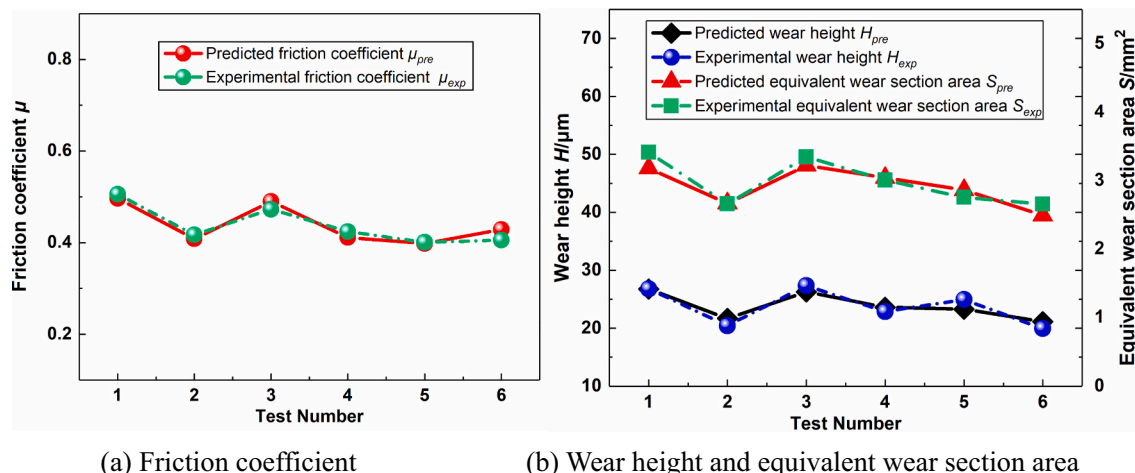 Friction coefficient μ
0.8
0.6
0.4
0.2
Predicted friction coefficient μpre
Experimental friction coefficient μexp
1 2 3 4 5 6
Test Number
(a) Friction coefficient
Wear height H/μm
70
60
50
40
30
20
10
Predicted wear height Hpre
Experimental wear height Hexp
Predicted equivalent wear section area Spre
Experimental equivalent wear section area Sexp
1 2 3 4 5 6
Test Number
5
4
3
2
1
0
Equivalent wear section area S/mm²
(b) Wear height and equivalent wear section area